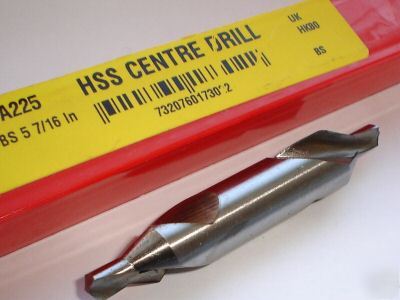 A225
HSS CENTRE DRILL
UK
HK80
BS 5 7/16 In
BS